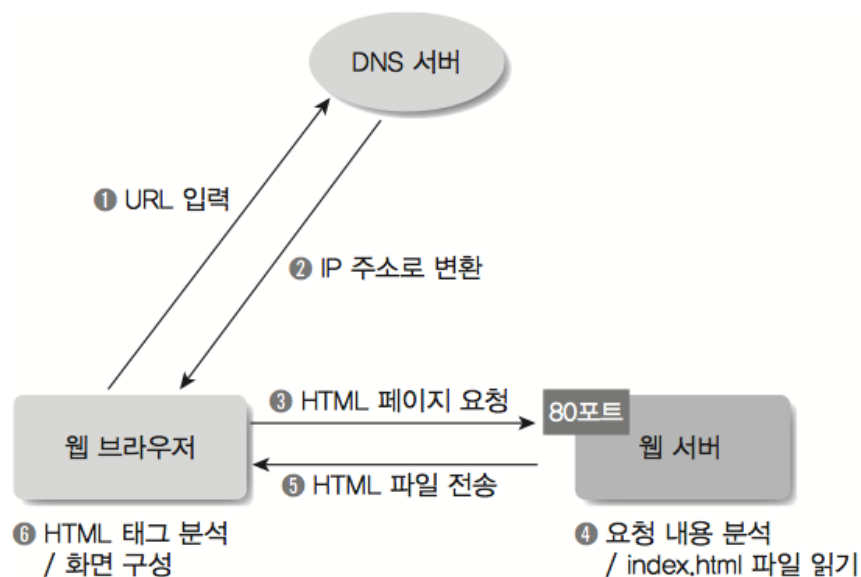 DNS 서버
❶ URL 입력
❷ IP 주소로 변환
❸ HTML 페이지 요청
80포트
웹 브라우저
웹 서버
❺ HTML 파일 전송
❻ HTML 태그 분석
/ 화면 구성
❹ 요청 내용 분석
/ index.html 파일 읽기